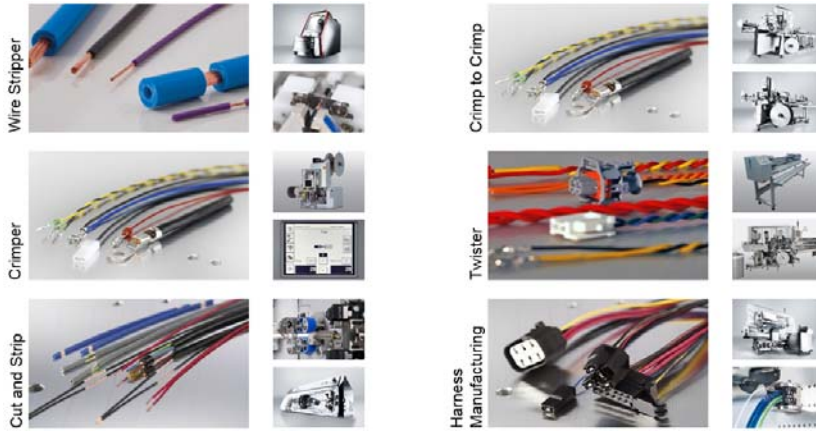 Wire Stripper
Crimp to Crimp
Crimper
Twister
Cut and Strip
Harness
Manufacturing